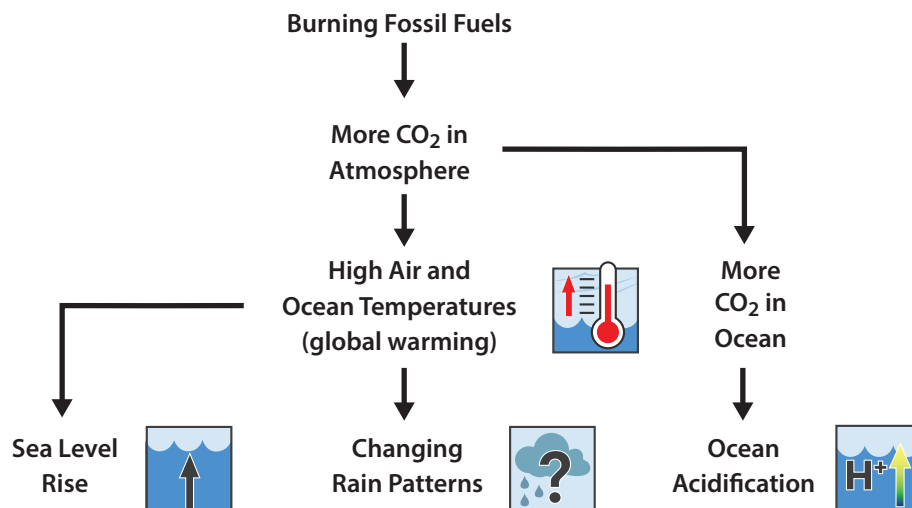 Burning Fossil Fuels
More CO₂ in
Atmosphere
High Air and
Ocean Temperatures
(global warming)
More
CO₂ in
Ocean
Sea Level
Rise
Changing
Rain Patterns
?
Ocean
Acidification
H⁺